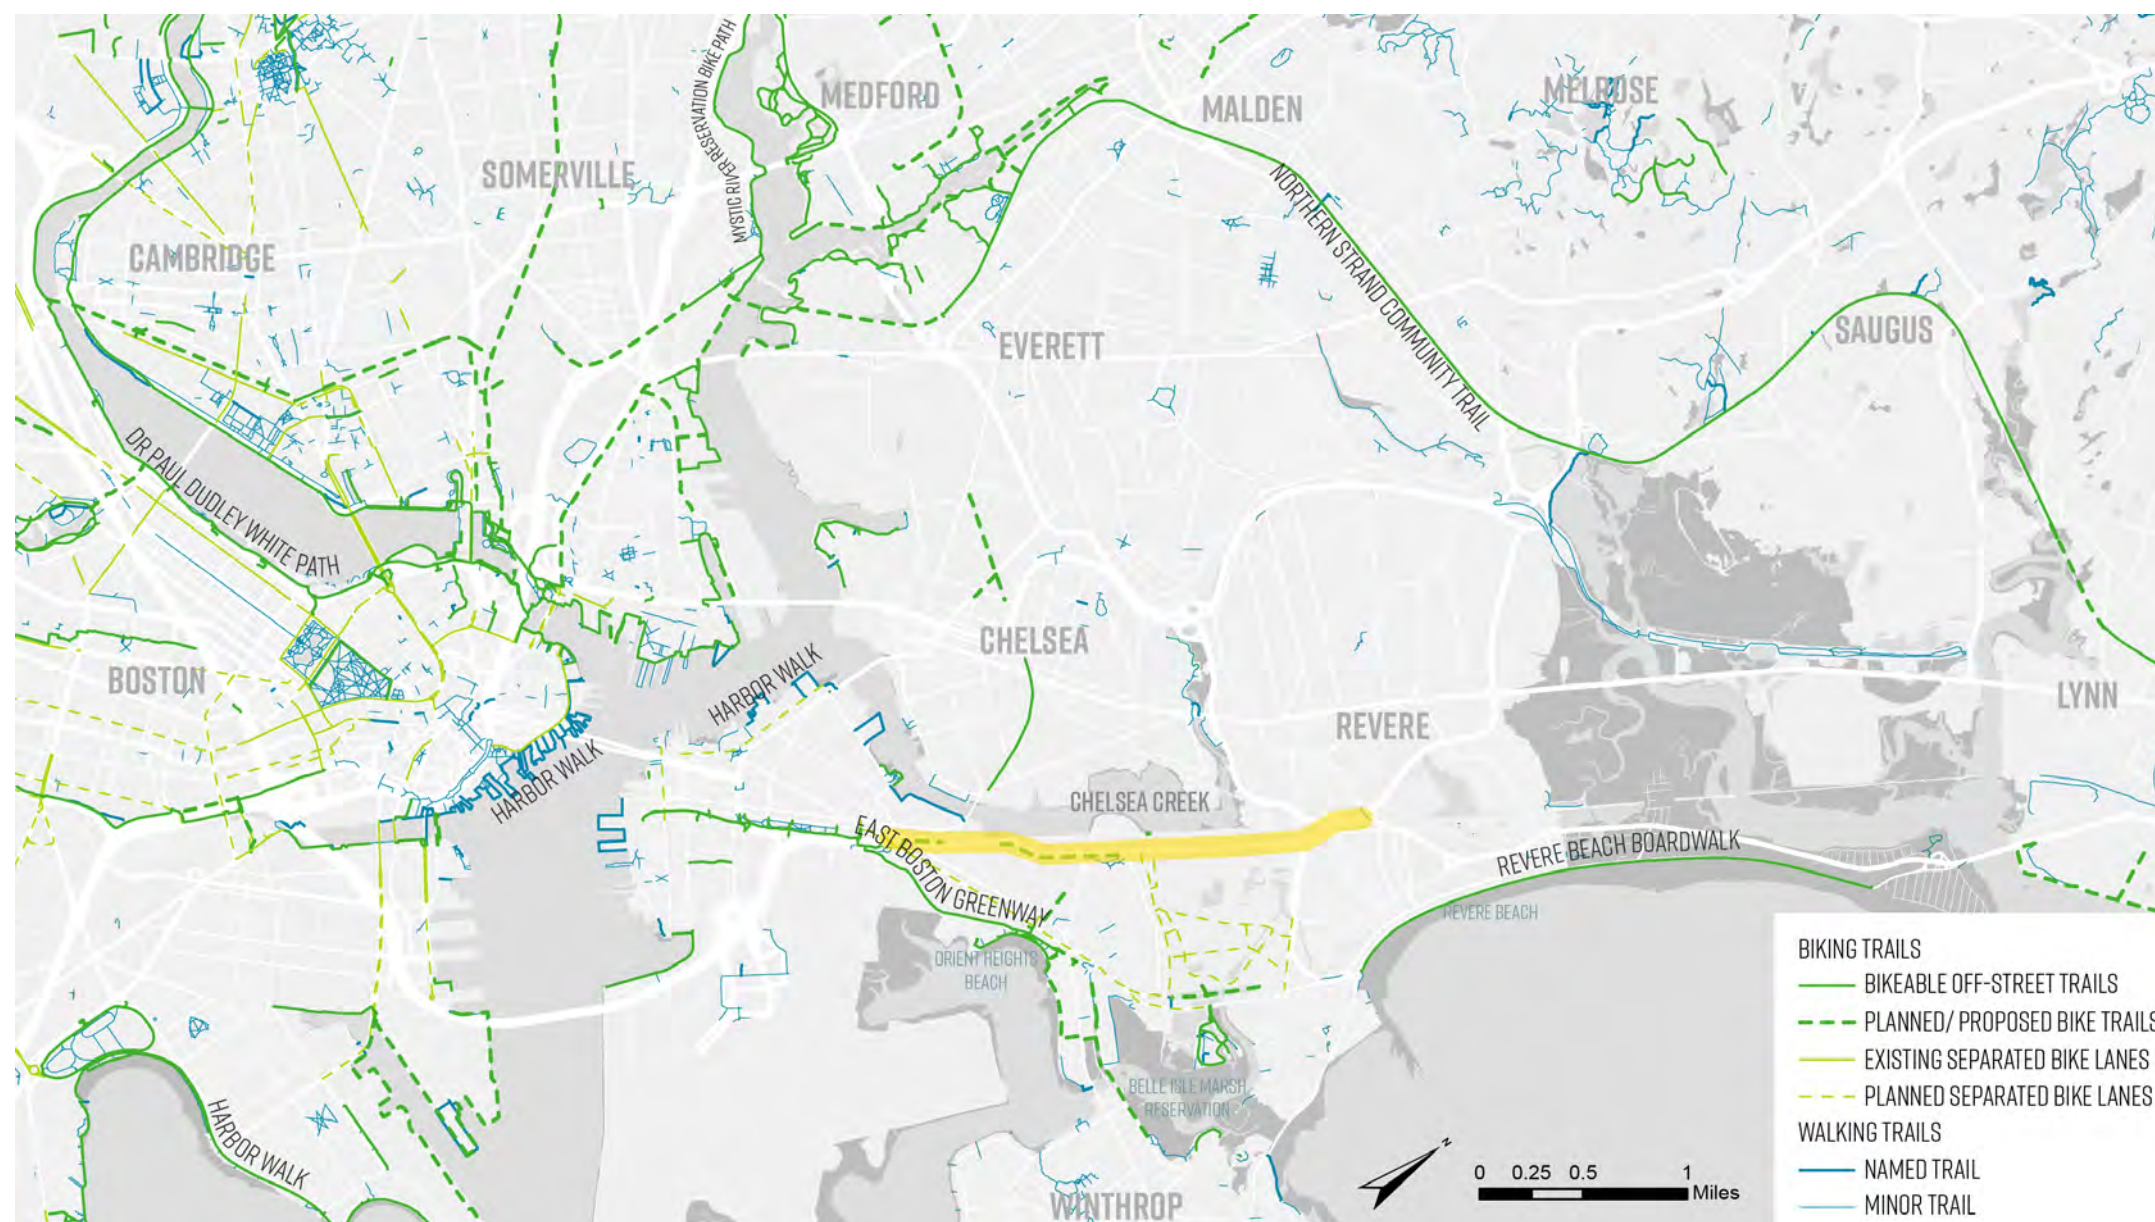 MYSTIC RIVER RESERVATION BIKE PATH
MEDFORD
MALDEN
MELROSE
SOMERVILLE
NORTHERN STRAND COMMUNITY TRAIL
CAMBRIDGE
EVERETT
SAUGUS
DR PAUL DUDLEY WHITE PATH
CHELSEA
BOSTON
HARBOR WALK
REVERE
LYNN
HARBOR WALK
CHELSEA CREEK
EAST BOSTON GREENWAY
REVERE BEACH BOARDWALK
REVERE BEACH
ORIENT HEIGHTS
BEACH
BELLE ISLE MARSH
RESERVATION
HARBOR WALK
WINTHROP
BIKING TRAILS
BIKEABLE OFF-STREET TRAILS
PLANNED/ PROPOSED BIKE TRAILS
EXISTING SEPARATED BIKE LANES
PLANNED SEPARATED BIKE LANES
WALKING TRAILS
NAMED TRAIL
MINOR TRAIL
N
0 0.25 0.5 1
Miles